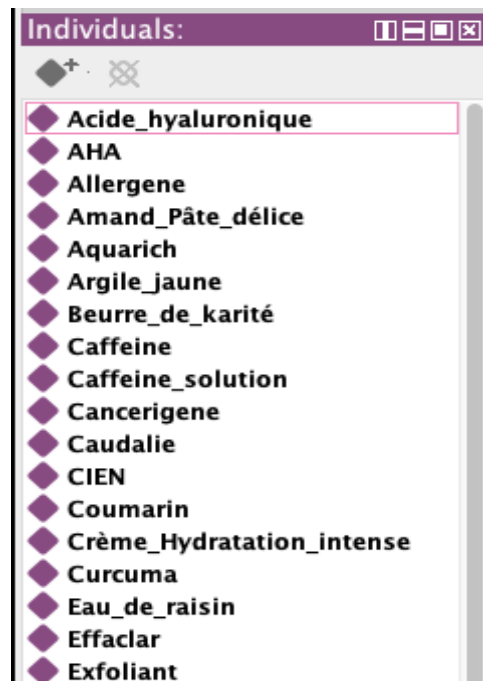 Individuals:
Acide_hyaluronique
AHA
Allergene
Amand_Pâte_délice
Aquarich
Argile_jaune
Beurre_de_karité
Caffeine
Caffeine_solution
Cancerigene
Caudalie
CIEN
Coumarin
Crème_Hydratation_intense
Curcuma
Eau_de_raisin
Effaclar
Exfoliant